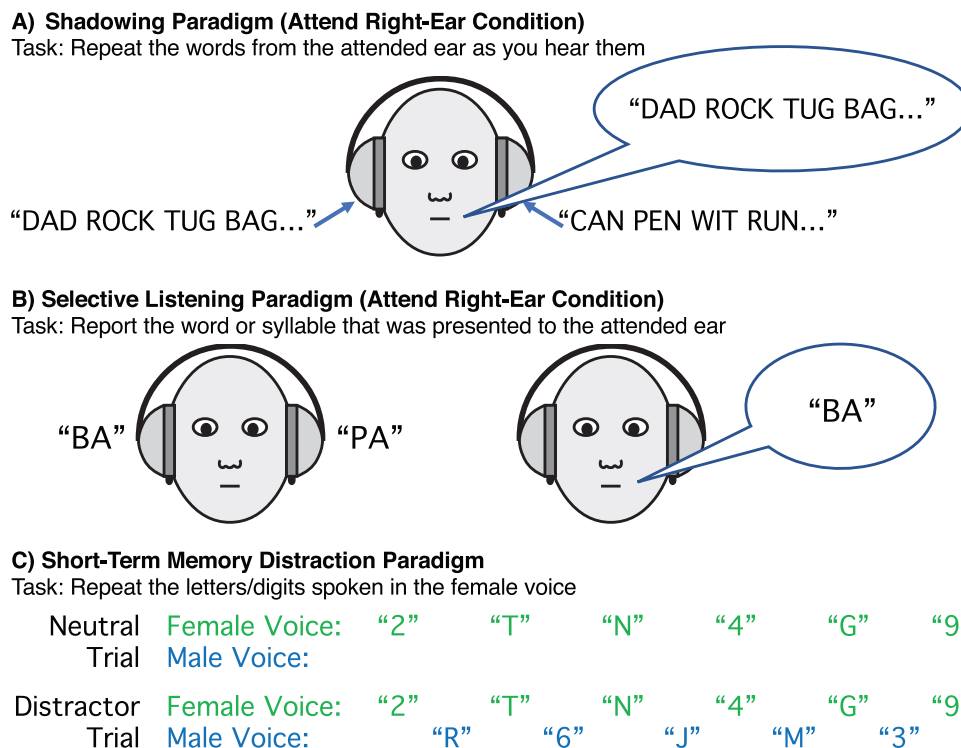 A) Shadowing Paradigm (Attend Right-Ear Condition)
Task: Repeat the words from the attended ear as you hear them
“DAD ROCK TUG BAG...”
“DAD ROCK TUG BAG...”
“CAN PEN WIT RUN...”
B) Selective Listening Paradigm (Attend Right-Ear Condition)
Task: Report the word or syllable that was presented to the attended ear
“BA”
“PA”
“BA”
C) Short-Term Memory Distraction Paradigm
Task: Repeat the letters/digits spoken in the female voice
Neutral Female Voice: “2” “T” “N” “4” “G” “9
Trial Male Voice:
Distractor Female Voice: “2” “T” “N” “4” “G” “9
Trial Male Voice: “R” “6” “J” “M” “3”